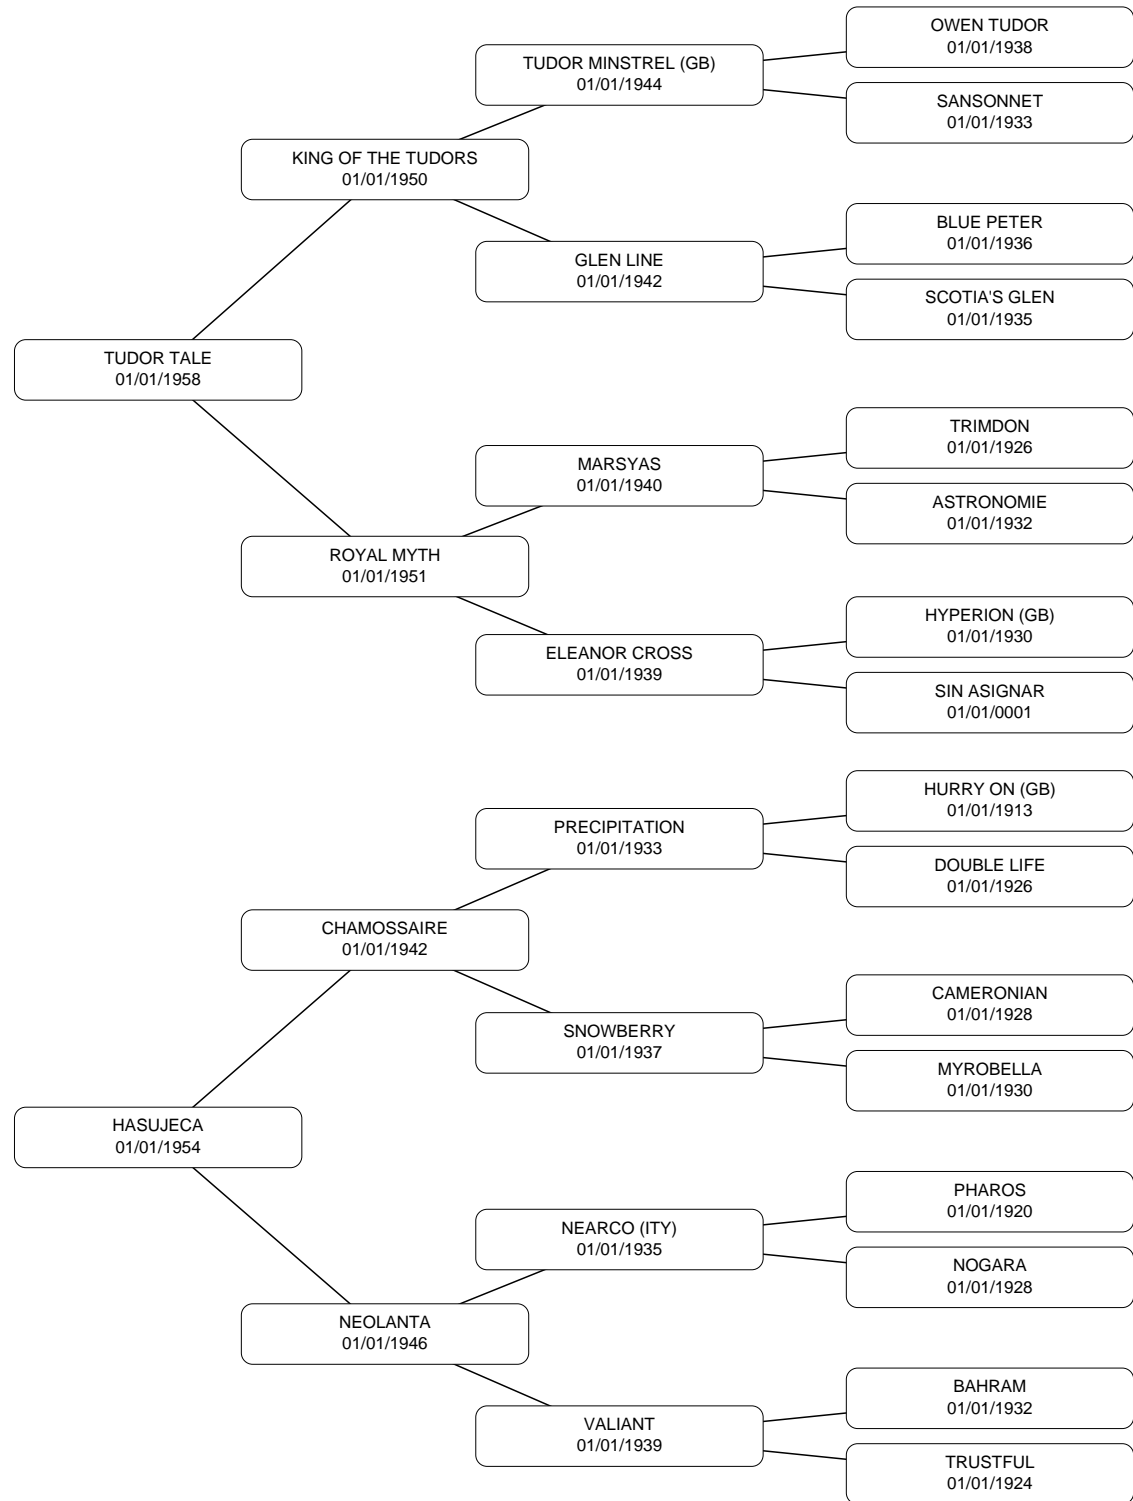 OWEN TUDOR
01/01/1938
TUDOR MINSTREL (GB)
01/01/1944
SANSONNET
01/01/1933
KING OF THE TUDORS
01/01/1950
BLUE PETER
01/01/1936
GLEN LINE
01/01/1942
SCOTIA'S GLEN
01/01/1935
TUDOR TALE
01/01/1958
TRIMDON
01/01/1926
MARSYAS
01/01/1940
ASTRONOMIE
01/01/1932
ROYAL MYTH
01/01/1951
HYPERION (GB)
01/01/1930
ELEANOR CROSS
01/01/1939
SIN ASIGNAR
01/01/0001
HURRY ON (GB)
01/01/1913
PRECIPITATION
01/01/1933
DOUBLE LIFE
01/01/1926
CHAMOSSAIRE
01/01/1942
CAMERONIAN
01/01/1928
SNOWBERRY
01/01/1937
MYROBELLA
01/01/1930
HASUJECA
01/01/1954
PHAROS
01/01/1920
NEARCO (ITY)
01/01/1935
NOGARA
01/01/1928
NEOLANTA
01/01/1946
BAHRAM
01/01/1932
VALIANT
01/01/1939
TRUSTFUL
01/01/1924